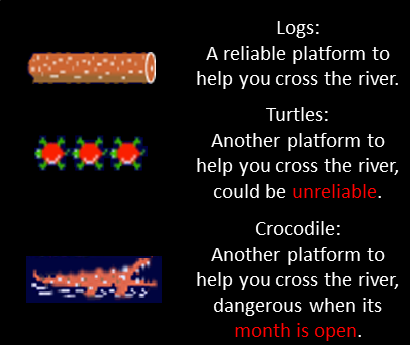 Logs:
A reliable platform to
help you cross the river.
Turtles:
Another platform to
help you cross the river,
could be unreliable.
Crocodile:
Another platform to
help you cross the river,
dangerous when its
month is open.